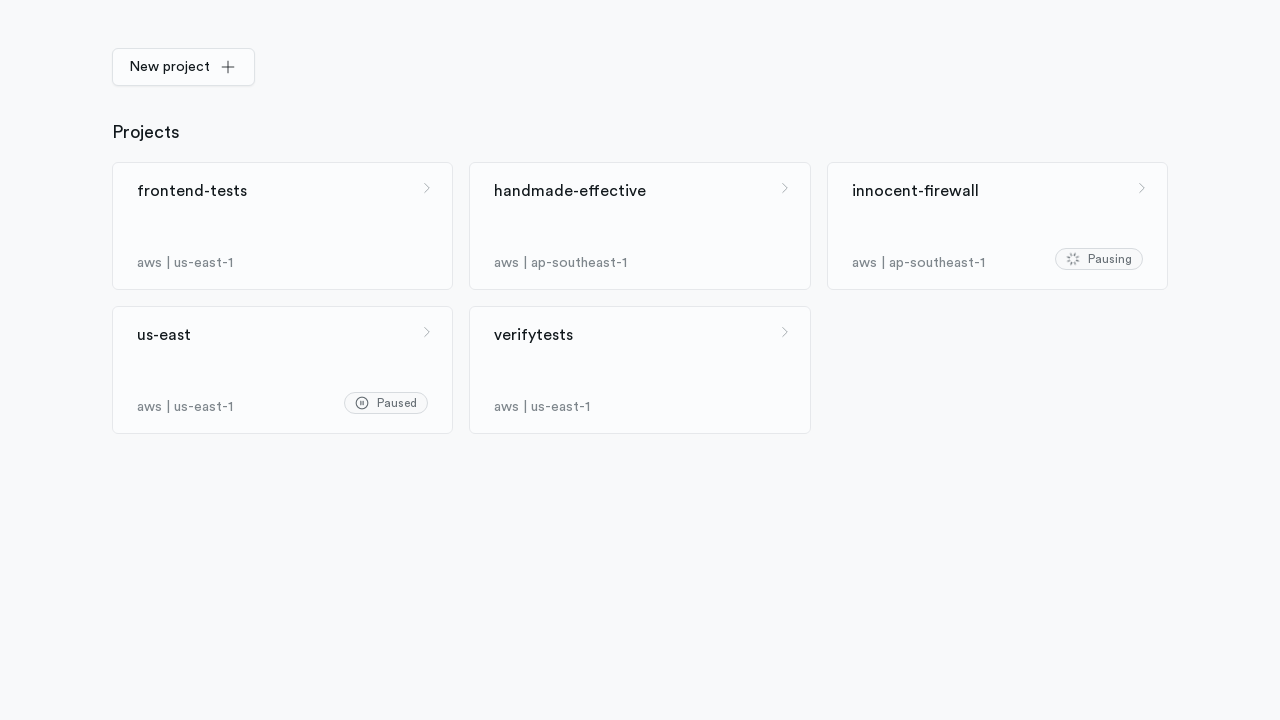 New project
Projects
frontend-tests
aws | us-east-1
handmade-effective
aws | ap-southeast-1
innocent-firewall
aws | ap-southeast-1
Pausing
us-east
aws | us-east-1
Paused
verifytests
aws | us-east-1